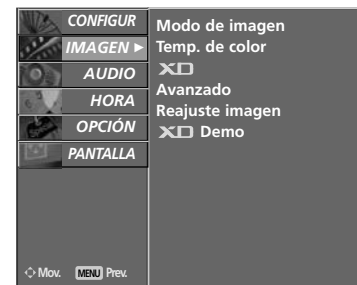 CONFIGUR
IMAGEN ►
AUDIO
HORA
OPCIÓN
PANTALLA
Mov. MENU Prev.
Modo de imagen
Temp. de color
XD
Avanzado
Reajuste imagen
XD Demo